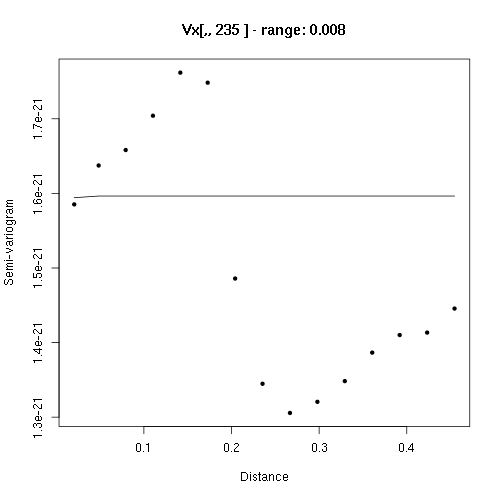 Vx[,, 235 ] - range: 0.008
Semi-variogram
1.7e-21
1.6e-21
1.5e-21
1.4e-21
1.3e-21
0.1 0.2 0.3 0.4
Distance